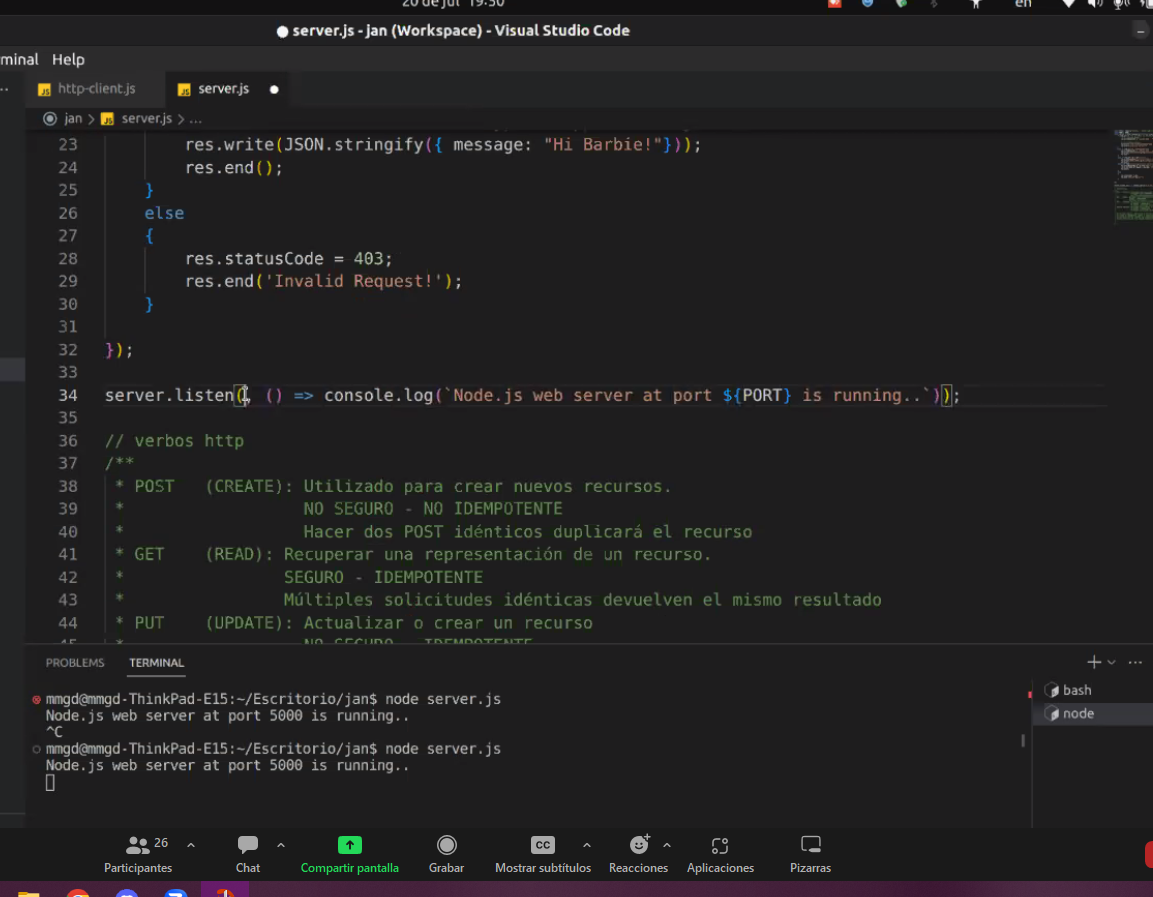 20 de jul 19:50
en
server.js - jan (Workspace) - Visual Studio Code
minal Help
JS http-client.js JS server.js
jan > JS server.js > ...
23 res.write(JSON.stringify({ message: "Hi Barbie!"}));
24 res.end();
25 }
26 else
27 {
28 res.statusCode = 403;
29 res.end('Invalid Request!');
30 }
31
32 });
33
34 server.listen(, () => console.log(`Node.js web server at port ${PORT} is running..`));
35
36 // verbos http
37 /**
38 * POST (CREATE): Utilizado para crear nuevos recursos.
39 * NO SEGURO - NO IDEMPOTENTE
40 * Hacer dos POST idénticos duplicará el recurso
41 * GET (READ): Recuperar una representación de un recurso.
42 * SEGURO - IDEMPOTENTE
43 * Múltiples solicitudes idénticas devuelven el mismo resultado
44 * PUT (UPDATE): Actualizar o crear un recurso
45 * NO SEGURO - IDEMPOTENTE
PROBLEMS TERMINAL
mmgd@mmgd-ThinkPad-E15:~/Escritorio/jan$ node server.js
Node.js web server at port 5000 is running..
^C
mmgd@mmgd-ThinkPad-E15:~/Escritorio/jan$ node server.js
Node.js web server at port 5000 is running..
bash
node
26
Participantes
Chat
Compartir pantalla
Grabar
CC
Mostrar subtítulos
Reacciones
Aplicaciones
Pizarras